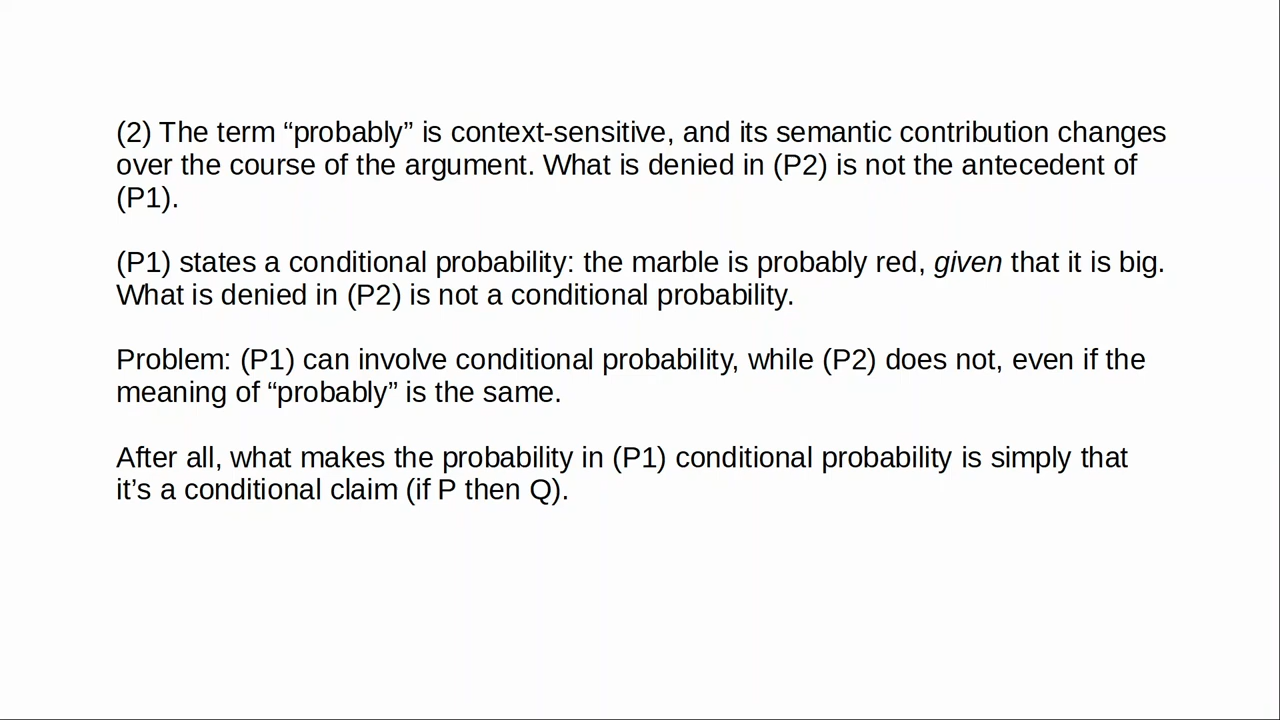 (2) The term “probably” is context-sensitive, and its semantic contribution changes
over the course of the argument. What is denied in (P2) is not the antecedent of
(P1).
(P1) states a conditional probability: the marble is probably red, given that it is big.
What is denied in (P2) is not a conditional probability.
Problem: (P1) can involve conditional probability, while (P2) does not, even if the
meaning of “probably” is the same.
After all, what makes the probability in (P1) conditional probability is simply that
it’s a conditional claim (if P then Q).